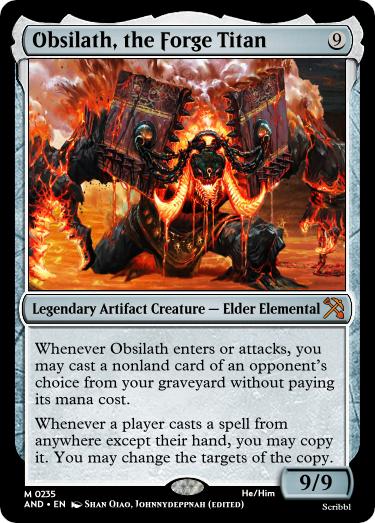 Obsilath, the Forge Titan 9
Legendary Artifact Creature — Elder Elemental
Whenever Obsilath enters or attacks, you
may cast a nonland card of an opponent's
choice from your graveyard without paying
its mana cost.
Whenever a player casts a spell from
anywhere except their hand, you may copy
it. You may change the targets of the copy.
9/9
M 0235 He/Him
AND • EN Shan Qiao, Johnnydeppnah (edited) Scribbl